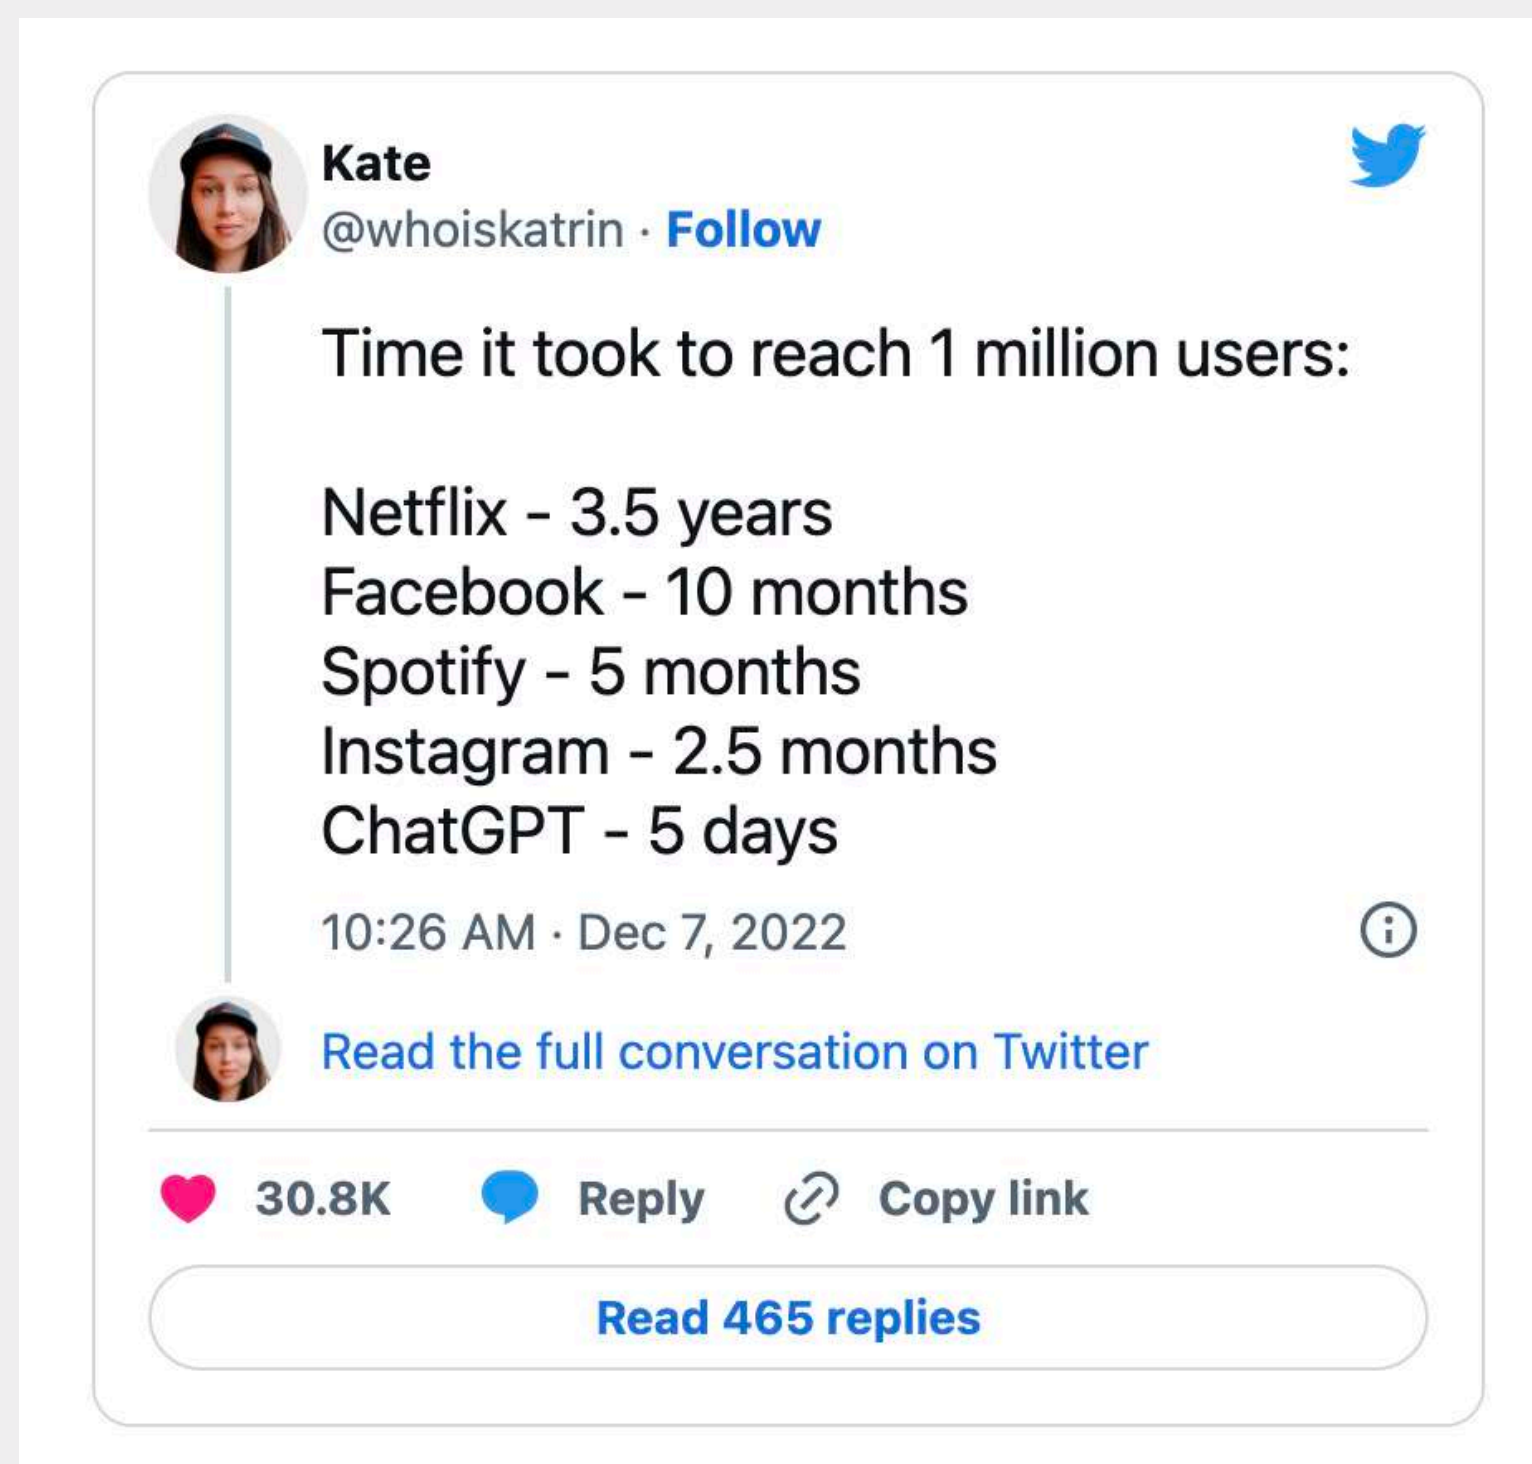 Kate
@whoiskatrin · Follow
Time it took to reach 1 million users:
Netflix - 3.5 years
Facebook - 10 months
Spotify - 5 months
Instagram - 2.5 months
ChatGPT - 5 days
10:26 AM · Dec 7, 2022
Read the full conversation on Twitter
30.8K Reply Copy link
Read 465 replies